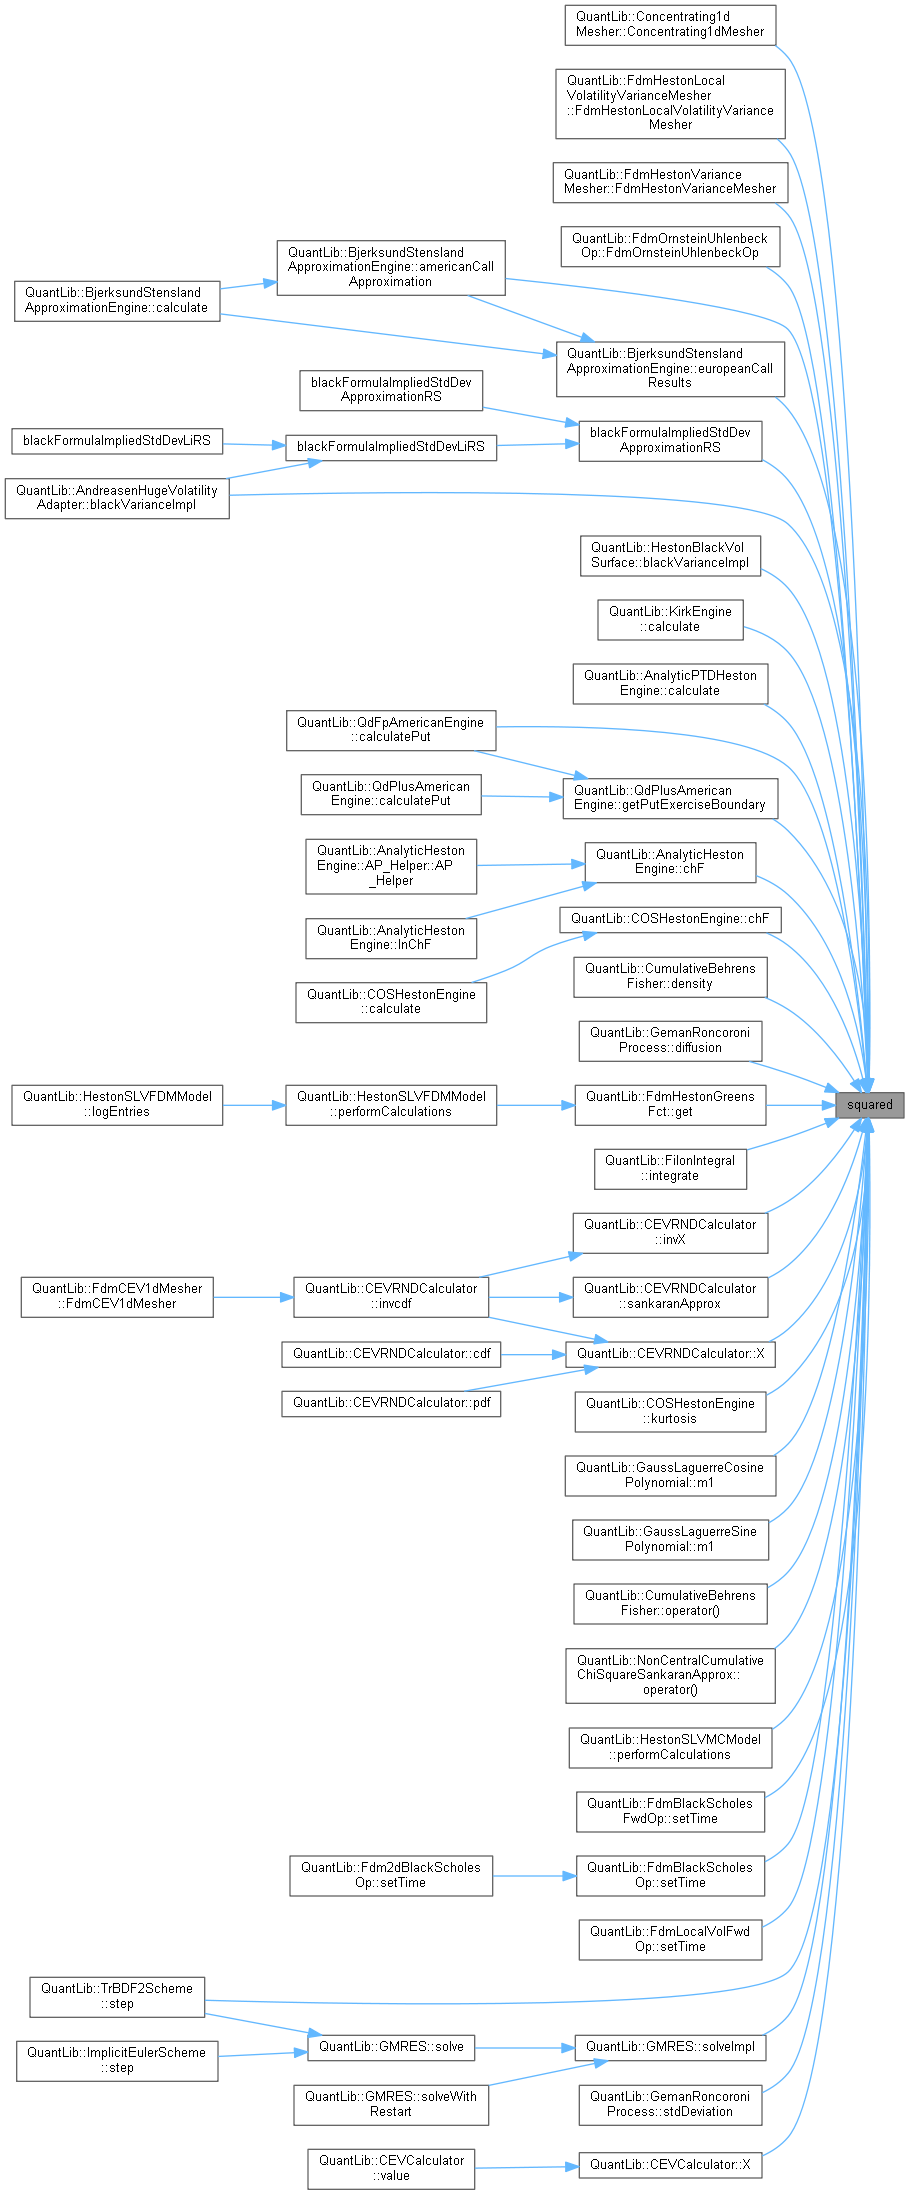 QuantLib::Concentrating1d
Mesher::Concentrating1dMesher
QuantLib::FdmHestonLocal
VolatilityVarianceMesher
::FdmHestonLocalVolatilityVariance
Mesher
QuantLib::FdmHestonVariance
Mesher::FdmHestonVarianceMesher
QuantLib::FdmOrnsteinUhlenbeck
Op::FdmOrnsteinUhlenbeckOp
QuantLib::BjerksundStensland
ApproximationEngine::americanCall
Approximation
QuantLib::BjerksundStensland
ApproximationEngine::calculate
QuantLib::BjerksundStensland
ApproximationEngine::europeanCall
Results
blackFormulaImpliedStdDev
ApproximationRS
blackFormulaImpliedStdDev
ApproximationRS
blackFormulaImpliedStdDevLiRS
blackFormulaImpliedStdDevLiRS
QuantLib::AndreasenHugeVolatility
Adapter::blackVarianceImpl
QuantLib::HestonBlackVol
Surface::blackVarianceImpl
QuantLib::KirkEngine
::calculate
QuantLib::AnalyticPTDHeston
Engine::calculate
QuantLib::QdFpAmericanEngine
::calculatePut
QuantLib::QdPlusAmerican
Engine::calculatePut
QuantLib::QdPlusAmerican
Engine::getPutExerciseBoundary
QuantLib::AnalyticHeston
Engine::AP_Helper::AP
_Helper
QuantLib::AnalyticHeston
Engine::chF
QuantLib::AnalyticHeston
Engine::lnChF
QuantLib::COSHestonEngine::chF
QuantLib::COSHestonEngine
::calculate
QuantLib::CumulativeBehrens
Fisher::density
QuantLib::GemanRoncoroni
Process::diffusion
QuantLib::HestonSLVFDMModel
::logEntries
QuantLib::HestonSLVFDMModel
::performCalculations
QuantLib::FdmHestonGreens
Fct::get
squared
QuantLib::FilonIntegral
::integrate
QuantLib::CEVRNDCalculator
::invX
QuantLib::FdmCEV1dMesher
::FdmCEV1dMesher
QuantLib::CEVRNDCalculator
::invcdf
QuantLib::CEVRNDCalculator
::sankaranApprox
QuantLib::CEVRNDCalculator::cdf
QuantLib::CEVRNDCalculator::X
QuantLib::CEVRNDCalculator::pdf
QuantLib::COSHestonEngine
::kurtosis
QuantLib::GaussLaguerreCosine
Polynomial::m1
QuantLib::GaussLaguerreSine
Polynomial::m1
QuantLib::CumulativeBehrens
Fisher::operator()
QuantLib::NonCentralCumulative
ChiSquareSankaranApprox::
operator()
QuantLib::HestonSLVMCModel
::performCalculations
QuantLib::FdmBlackScholes
FwdOp::setTime
QuantLib::Fdm2dBlackScholes
Op::setTime
QuantLib::FdmBlackScholes
Op::setTime
QuantLib::FdmLocalVolFwd
Op::setTime
QuantLib::TrBDF2Scheme
::step
QuantLib::ImplicitEulerScheme
::step
QuantLib::GMRES::solve
QuantLib::GMRES::solveImpl
QuantLib::GMRES::solveWith
Restart
QuantLib::GemanRoncoroni
Process::stdDeviation
QuantLib::CEVCalculator
::value
QuantLib::CEVCalculator::X